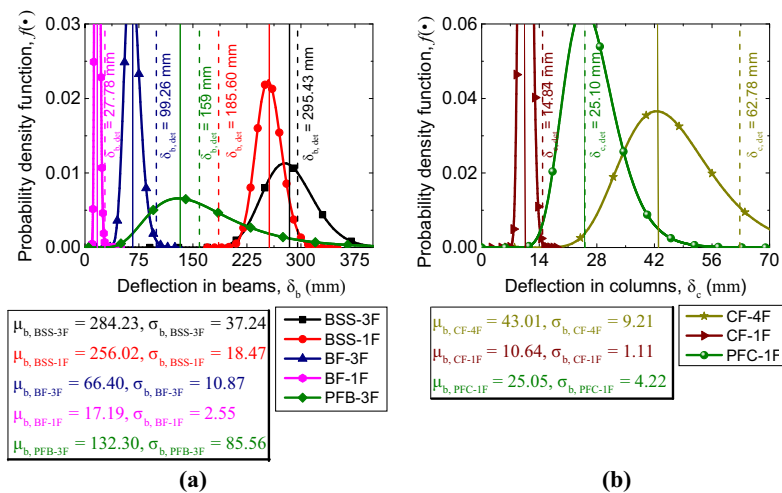 Probability density function, f(•)
0.03
0.02
0.01
0.00
δb, det = 27.78 mm
δb, det = 99.26 mm
δb, det = 159 mm
δb, det = 185.60 mm
δb, det = 295.43 mm
0 75 150 225 300 375
Deflection in beams, δb (mm)
μb, BSS-3F = 284.23, σb, BSS-3F = 37.24
μb, BSS-1F = 256.02, σb, BSS-1F = 18.47
μb, BF-3F = 66.40, σb, BF-3F = 10.87
μb, BF-1F = 17.19, σb, BF-1F = 2.55
μb, PFB-3F = 132.30, σb, PFB-3F = 85.56
BSS-3F
BSS-1F
BF-3F
BF-1F
PFB-3F
(a)
Probability density function, f(•)
0.06
0.04
0.02
0.00
δc, det = 14.84 mm
δc, det = 25.10 mm
δc, det = 62.78 mm
0 14 28 42 56 70
Deflection in columns, δc (mm)
μb, CF-4F = 43.01, σb, CF-4F = 9.21
μb, CF-1F = 10.64, σb, CF-1F = 1.11
μb, PFC-1F = 25.05, σb, PFC-1F = 4.22
CF-4F
CF-1F
PFC-1F
(b)